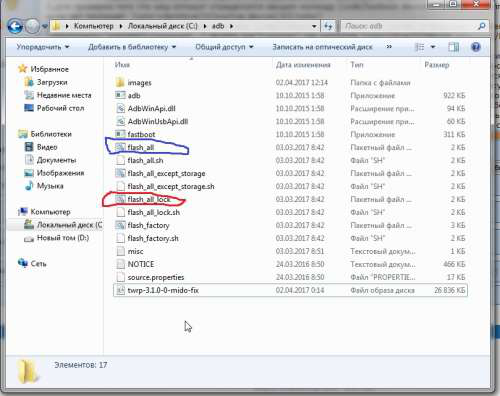 Компьютер ▸ Локальный диск (C:) ▸ adb ▸
Поиск: adb
Упорядочить ▾ Добавить в библиотеку ▾ Общий доступ ▾ Записать на оптический диск »
Имя Дата изменения Тип Размер
Избранное
Загрузки
Недавние места
Рабочий стол
Библиотеки
Видео
Документы
Изображения
Музыка
Компьютер
Локальный диск (C:)
Новый том (D:)
Сеть
images 02.04.2017 12:14 Папка с файлами
adb 10.10.2015 1:58 Приложение 922 КБ
AdbWinApi.dll 10.10.2015 1:58 Расширение при... 94 КБ
AdbWinUsbApi.dll 10.10.2015 1:58 Расширение при... 60 КБ
fastboot 10.10.2015 1:58 Приложение 311 КБ
flash_all 03.03.2017 8:42 Пакетный файл ... 2 КБ
flash_all.sh 03.03.2017 8:42 Файл "SH" 2 КБ
flash_all_except_storage 03.03.2017 8:42 Пакетный файл ... 2 КБ
flash_all_except_storage.sh 03.03.2017 8:42 Файл "SH" 2 КБ
flash_all_lock 03.03.2017 8:42 Пакетный файл ... 2 КБ
flash_all_lock.sh 03.03.2017 8:42 Файл "SH" 2 КБ
flash_factory 03.03.2017 8:42 Пакетный файл ... 2 КБ
flash_factory.sh 03.03.2017 8:42 Файл "SH" 2 КБ
misc 03.03.2017 8:51 Текстовый докум... 1 КБ
NOTICE 24.03.2016 8:50 Текстовый докум... 466 КБ
source.properties 24.03.2016 8:51 Файл "PROPERTIE... 17 КБ
twrp-3.1.0-0-mido-fix 02.04.2017 0:14 Файл образа диска 26 836 КБ
Элементов: 17